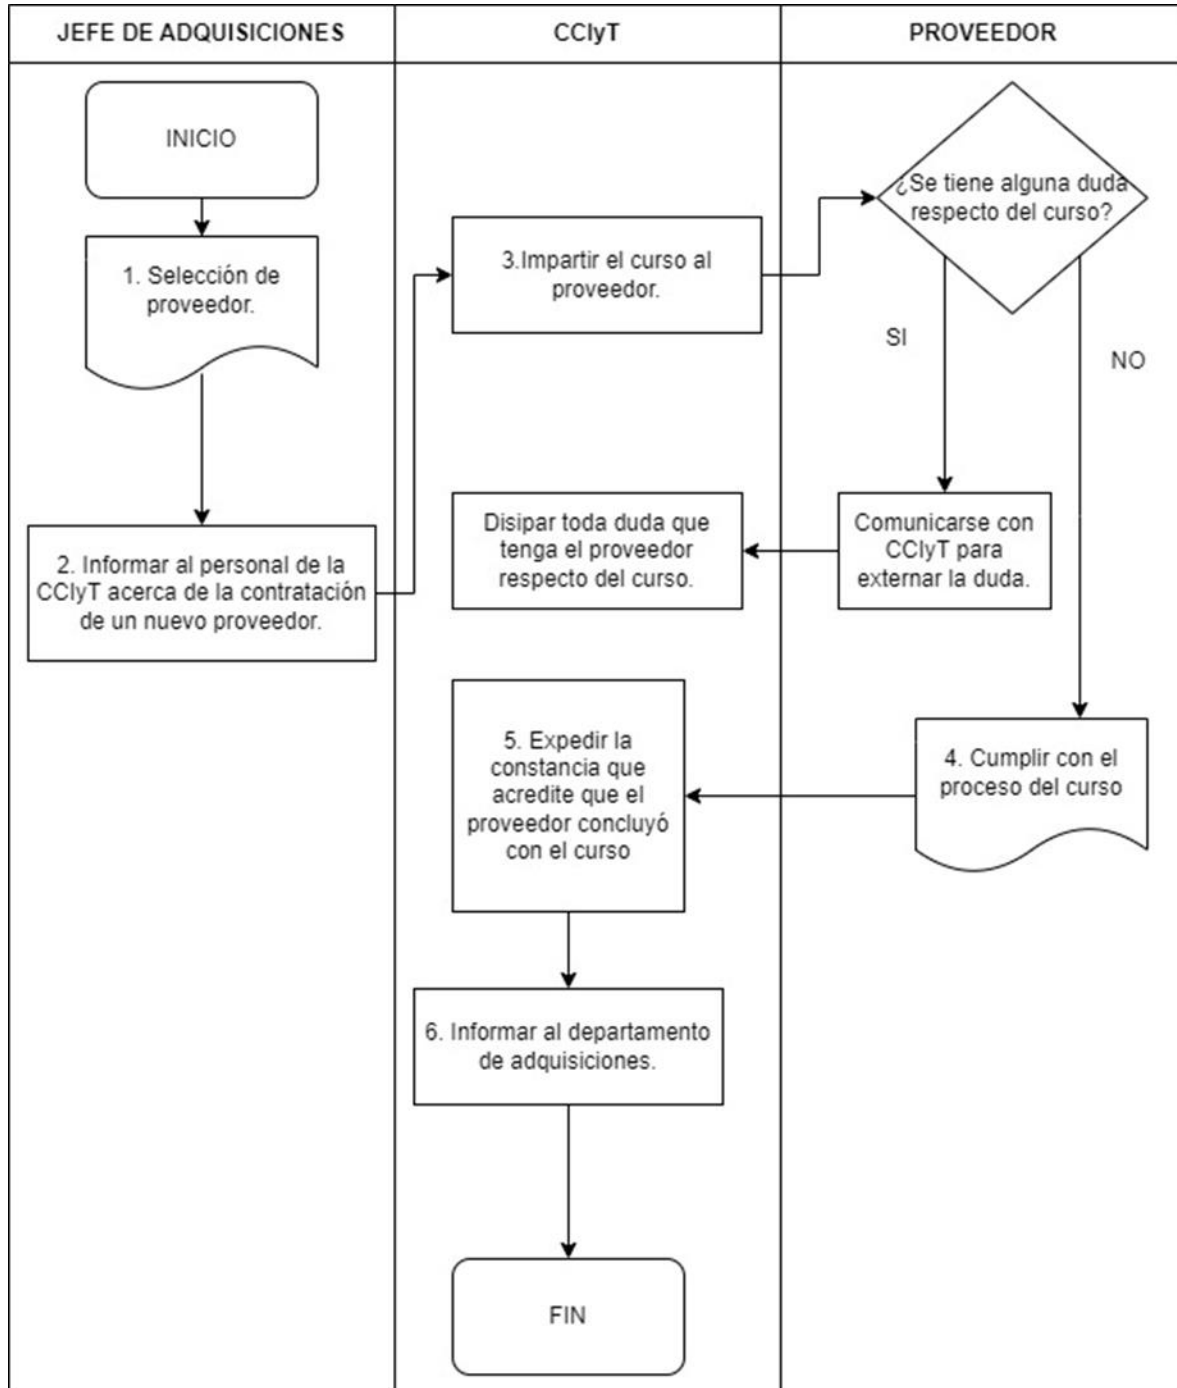 JEFE DE ADQUISICIONES
CCIyT
PROVEEDOR
INICIO
1. Selección de
proveedor.
2. Informar al personal de la
CCIyT acerca de la contratación
de un nuevo proveedor.
3.Impartir el curso al
proveedor.
¿Se tiene alguna duda
respecto del curso?
SI
NO
Comunicarse con
CCIyT para
externar la duda.
Disipar toda duda que
tenga el proveedor
respecto del curso.
4. Cumplir con el
proceso del curso
5. Expedir la
constancia que
acredite que el
proveedor concluyó
con el curso
6. Informar al departamento
de adquisiciones.
FIN